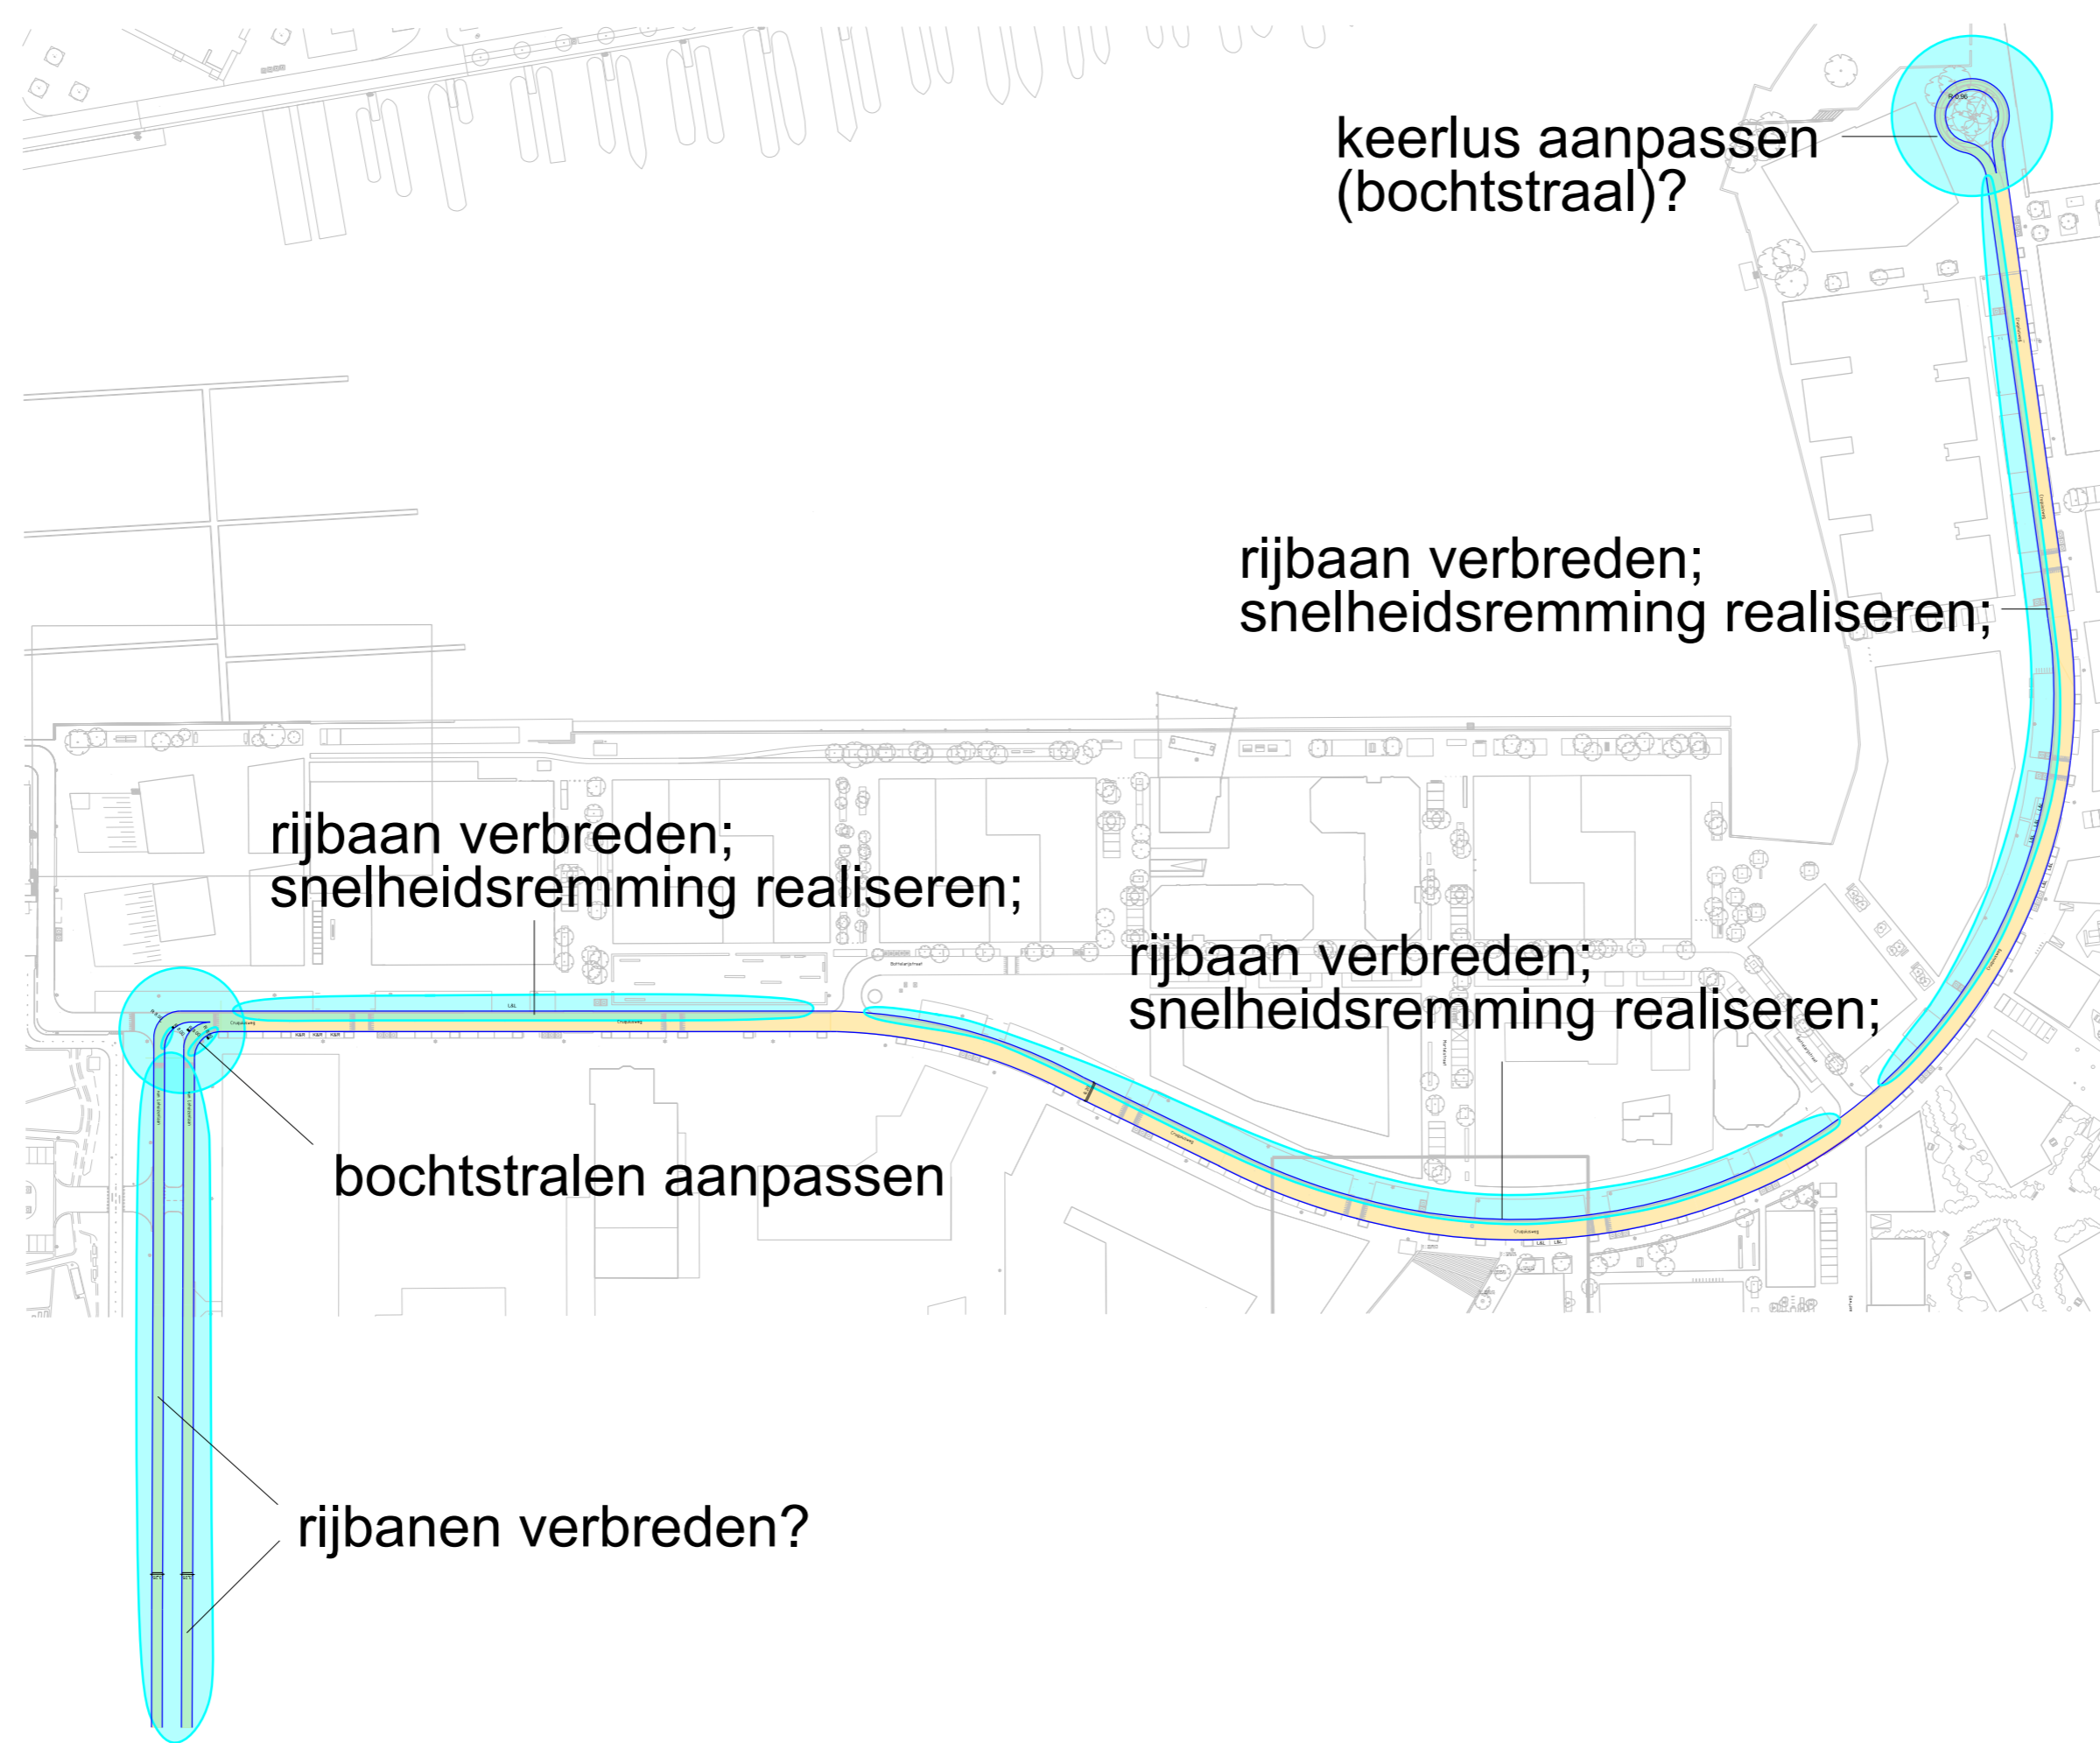 keerlus aanpassen
(bochtstraal)?
rijbaan verbreden;
snelheidsremming realiseren;
rijbaan verbreden;
snelheidsremming realiseren;
rijbaan verbreden;
snelheidsremming realiseren;
bochtstralen aanpassen
rijbanen verbreden?